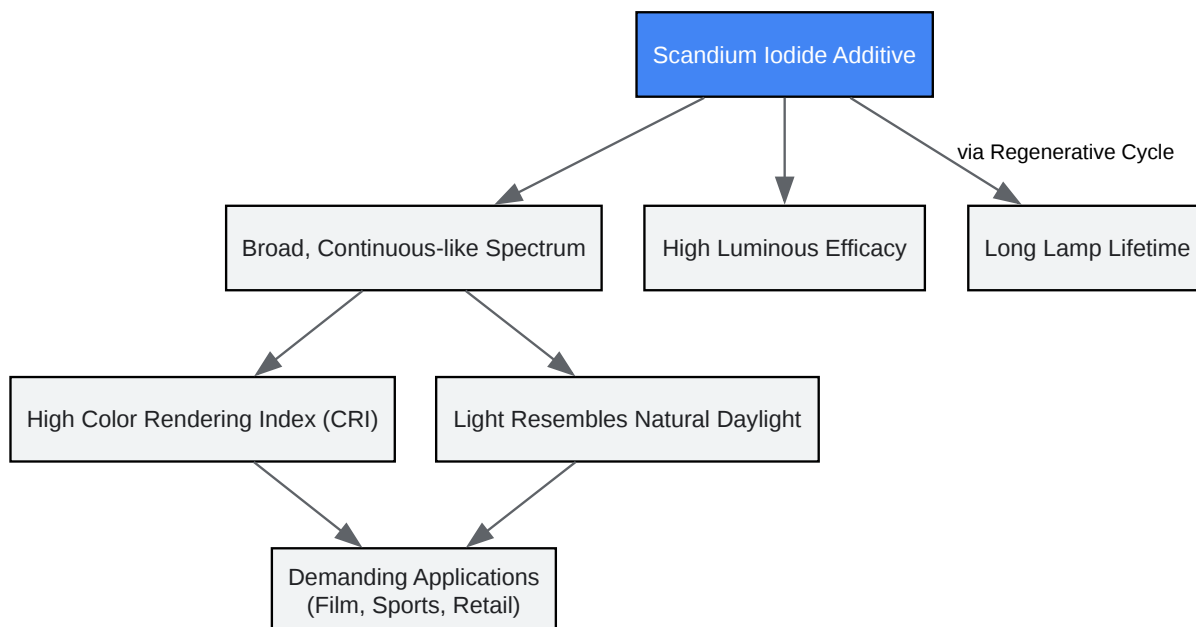 Scandium Iodide Additive
via Regenerative Cycle
Broad, Continuous-like Spectrum
High Luminous Efficacy
Long Lamp Lifetime
High Color Rendering Index (CRI)
Light Resembles Natural Daylight
Demanding Applications
(Film, Sports, Retail)